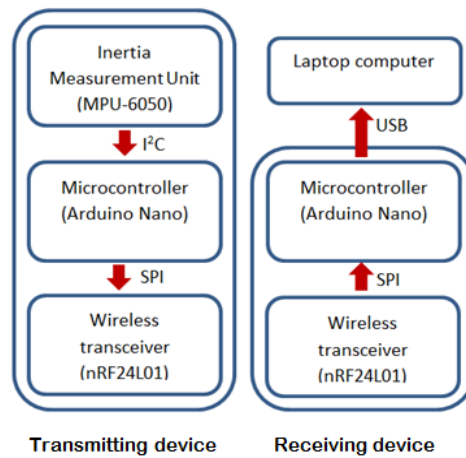 Inertia
Measurement Unit
(MPU-6050)
I²C
Microcontroller
(Arduino Nano)
SPI
Wireless
transceiver
(nRF24L01)
Transmitting device
Laptop computer
USB
Microcontroller
(Arduino Nano)
SPI
Wireless
transceiver
(nRF24L01)
Receiving device